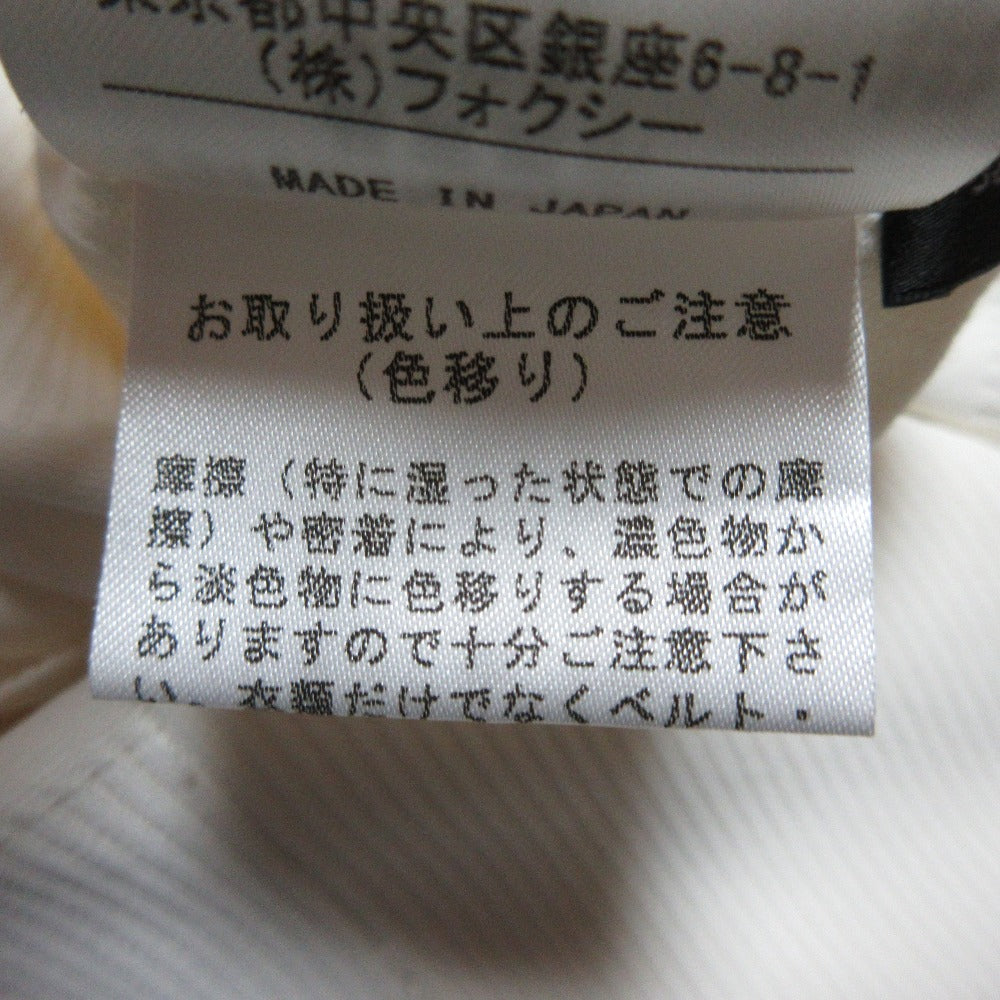 東京都中央区銀座6-8-1
(株)フォクシー
MADE IN JAPAN
お取り扱い上のご注意
(色移り)
摩擦(特に湿った状態での摩
擦)や密着により、濃色物か
ら淡色物に色移りする場合が
ありますので十分ご注意下さ
い。衣類だけでなくベルト・